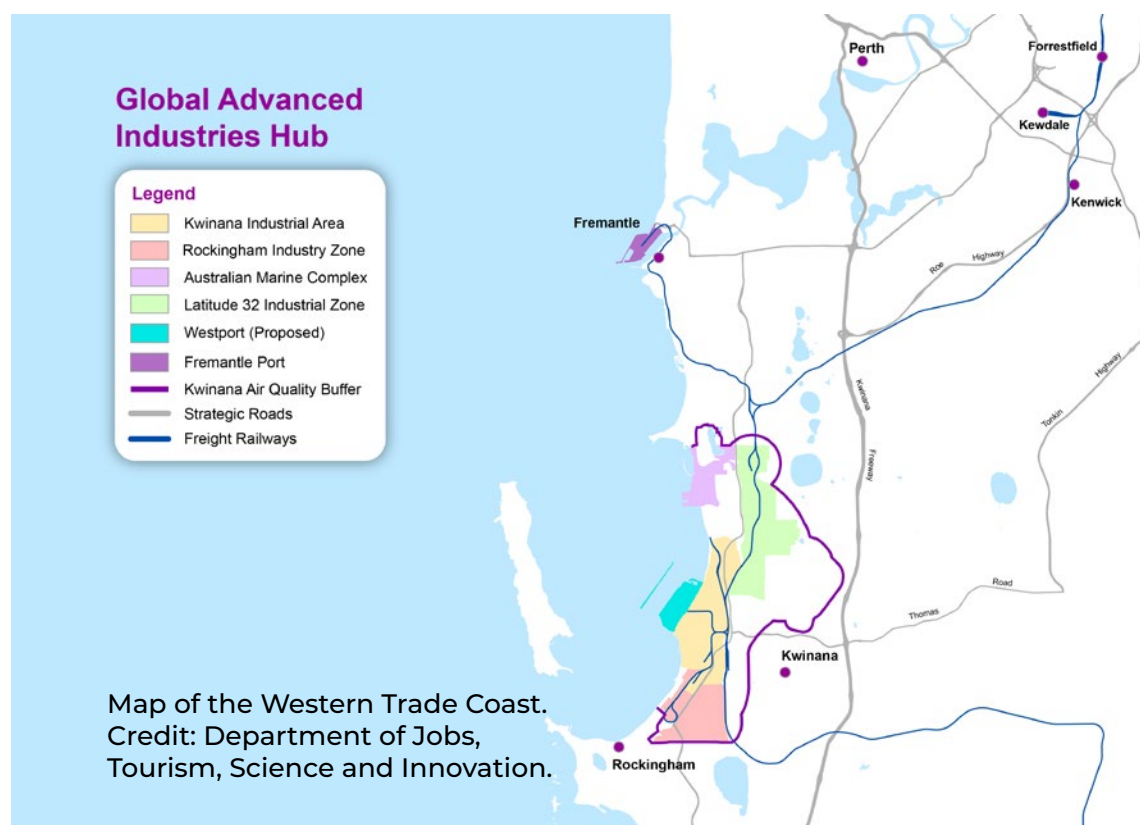 Global Advanced
Industries Hub
Legend
Kwinana Industrial Area
Rockingham Industry Zone
Australian Marine Complex
Latitude 32 Industrial Zone
Westport (Proposed)
Fremantle Port
Kwinana Air Quality Buffer
Strategic Roads
Freight Railways
Perth
Forrestfield
Kewdale
Kenwick
Fremantle
Roe
Highway
Kwinana
Freeway
Tonkin
Highway
Thomas
Road
Kwinana
Rockingham
Map of the Western Trade Coast.
Credit: Department of Jobs,
Tourism, Science and Innovation.